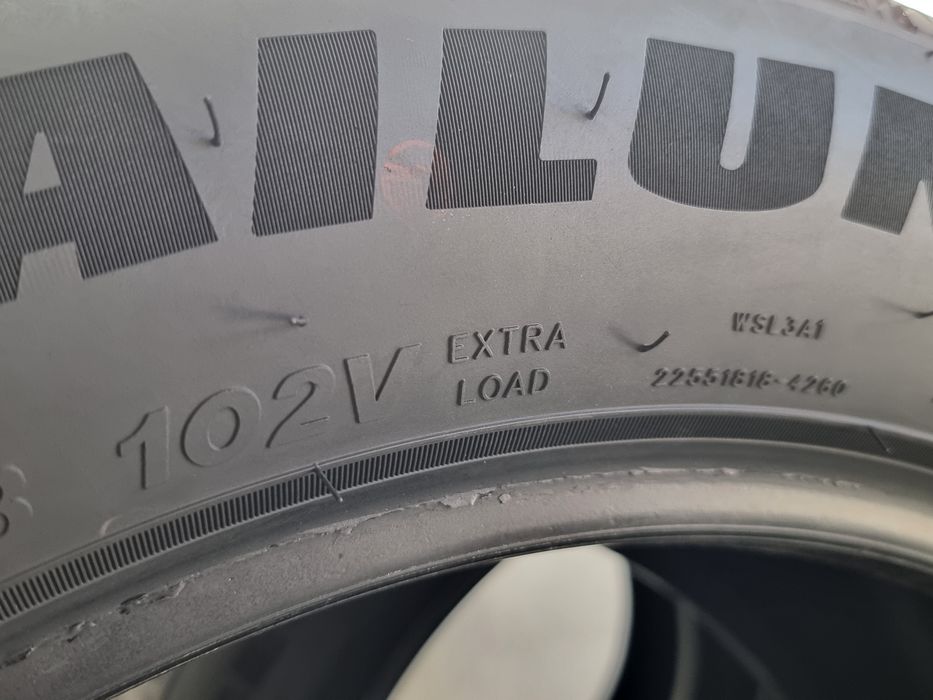 AILUN
102V
EXTRA
LOAD
WSL3A1
22551818-4260